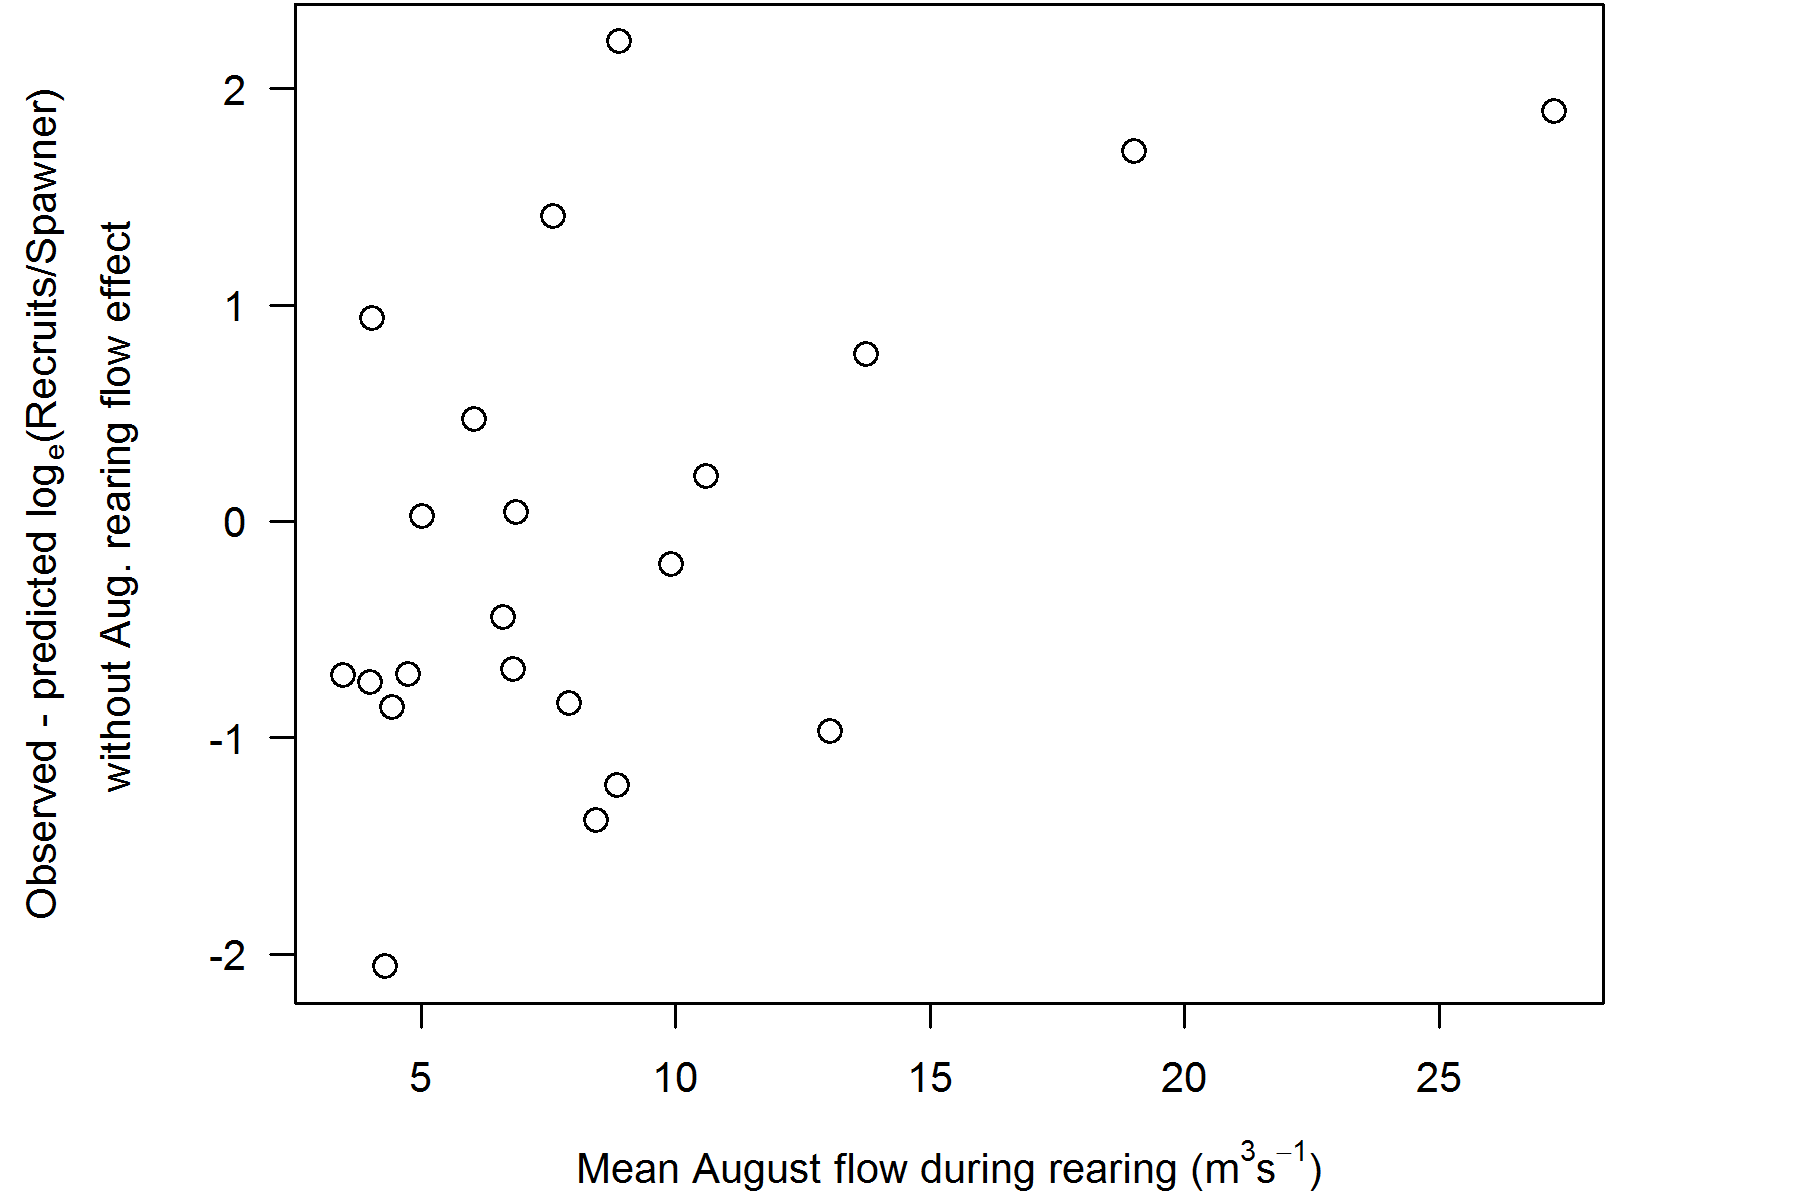 Observed - predicted logₑ(Recruits/Spawner)
without Aug. rearing flow effect
2
1
0
-1
-2
5 10 15 20 25
Mean August flow during rearing (m³s⁻¹)